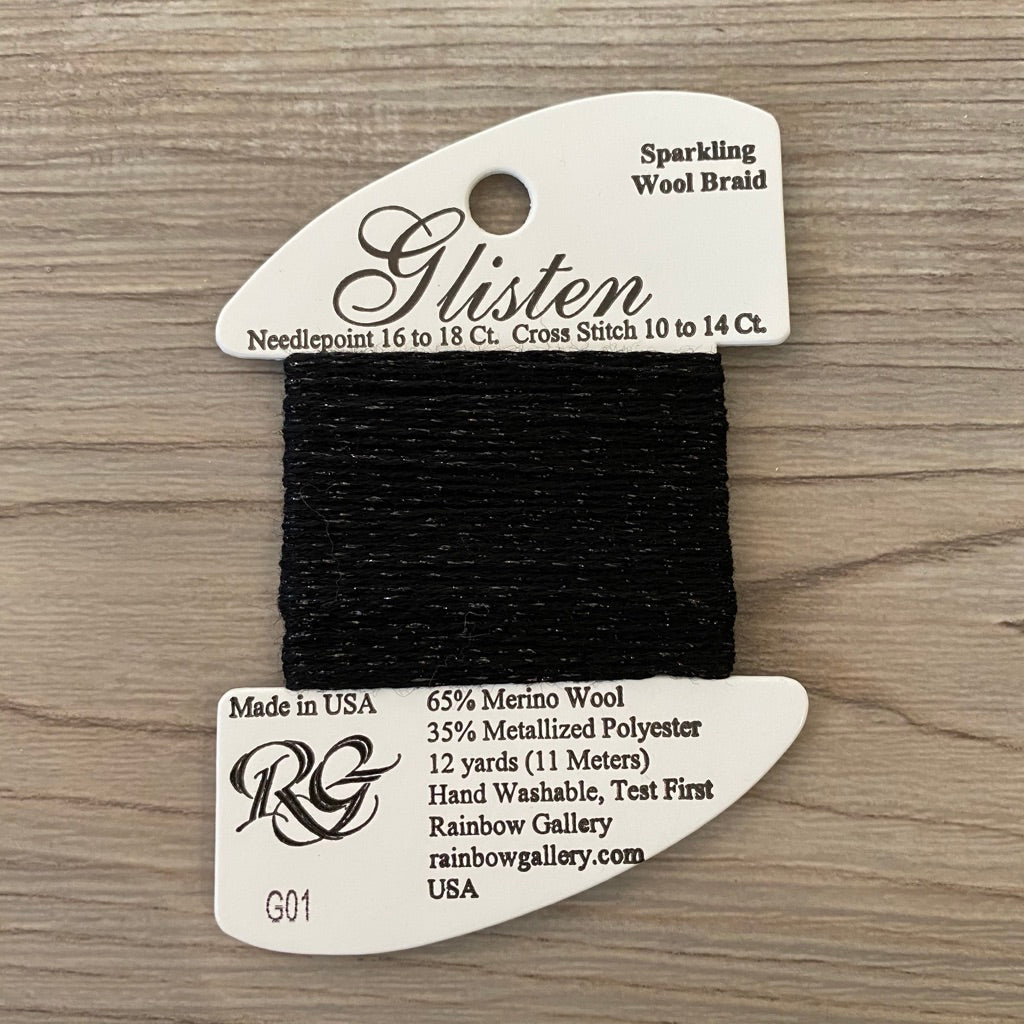 Sparkling
Wool Braid
Glisten
Needlepoint 16 to 18 Ct. Cross Stitch 10 to 14 Ct.
Made in USA
RG
G01
65% Merino Wool
35% Metallized Polyester
12 yards (11 Meters)
Hand Washable, Test First
Rainbow Gallery
rainbowgallery.com
USA